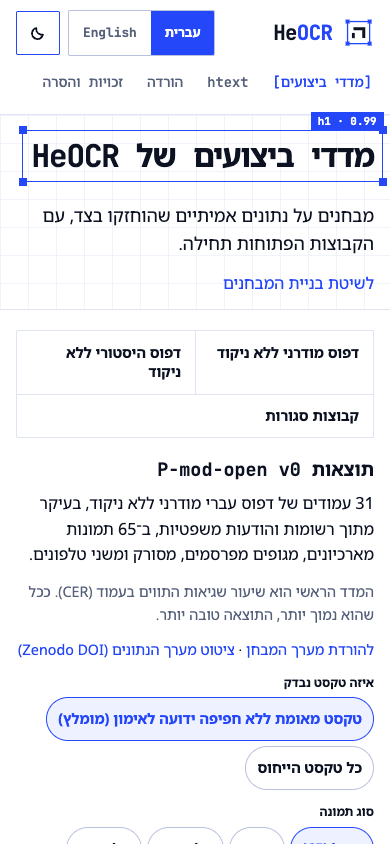 HeOCR
ה
עברית
English
[מדדי ביצועים]
htext
הורדה
זכויות והסרה
h1 · 0.99
מדדי ביצועים של HeOCR
מבחנים על נתונים אמיתיים שהוחזקו בצד, עם
הקבוצות הפתוחות תחילה.
לשיטת בניית המבחנים
דפוס מודרני ללא ניקוד
דפוס היסטורי ללא
ניקוד
קבוצות סגורות
תוצאות P-mod-open v0
31 עמודים של דפוס עברי מודרני ללא ניקוד, בעיקר
מתוך רשומות והודעות משפטיות, ב־65 תמונות
מארכיונים, מגופים מפרסמים, מסורק ומשני טלפונים.
המדד הראשי הוא שיעור שגיאות התווים בעמוד (CER). ככל
שהוא נמוך יותר, התוצאה טובה יותר.
להורדת מערך המבחן · ציטוט מערך הנתונים (Zenodo DOI)
איזה טקסט נבדק
טקסט מאומת ללא חפיפה ידועה לאימון (מומלץ)
כל טקסט הייחוס
סוג תמונה